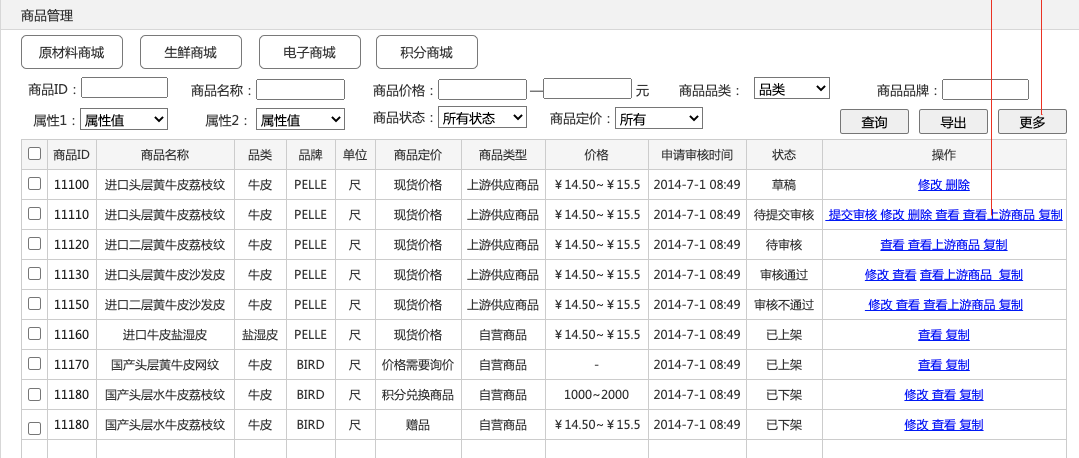 商品管理
原材料商城 生鲜商城 电子商城 积分商城
商品ID： 商品名称： 商品价格： — 元 商品品类： 品类 商品品牌：
属性1： 属性值 属性2： 属性值 商品状态： 所有状态 商品定价： 所有 查询 导出 更多
商品ID 商品名称 品类 品牌 单位 商品定价 商品类型 价格 申请审核时间 状态 操作
11100 进口头层黄牛皮荔枝纹 牛皮 PELLE 尺 现货价格 上游供应商品 ￥14.50~￥15.5 2014-7-1 08:49 草稿 修改 删除
11110 进口头层黄牛皮荔枝纹 牛皮 PELLE 尺 现货价格 上游供应商品 ￥14.50~￥15.5 2014-7-1 08:49 待提交审核 提交审核 修改 删除 查看 查看上游商品 复制
11120 进口二层黄牛皮荔枝纹 牛皮 PELLE 尺 现货价格 上游供应商品 ￥14.50~￥15.5 2014-7-1 08:49 待审核 查看 查看上游商品 复制
11130 进口头层黄牛皮沙发皮 牛皮 PELLE 尺 现货价格 上游供应商品 ￥14.50~￥15.5 2014-7-1 08:49 审核通过 修改 查看 查看上游商品 复制
11150 进口二层黄牛皮沙发皮 牛皮 PELLE 尺 现货价格 上游供应商品 ￥14.50~￥15.5 2014-7-1 08:49 审核不通过 修改 查看 查看上游商品 复制
11160 进口牛皮盐湿皮 盐湿皮 PELLE 尺 现货价格 自营商品 ￥14.50~￥15.5 2014-7-1 08:49 已上架 查看 复制
11170 国产头层黄牛皮网纹 牛皮 BIRD 尺 价格需要询价 自营商品 - 2014-7-1 08:49 已上架 查看 复制
11180 国产头层水牛皮荔枝纹 牛皮 BIRD 尺 积分兑换商品 自营商品 1000~2000 2014-7-1 08:49 已下架 修改 查看 复制
11180 国产头层水牛皮荔枝纹 牛皮 BIRD 尺 赠品 自营商品 ￥14.50~￥15.5 2014-7-1 08:49 已下架 修改 查看 复制